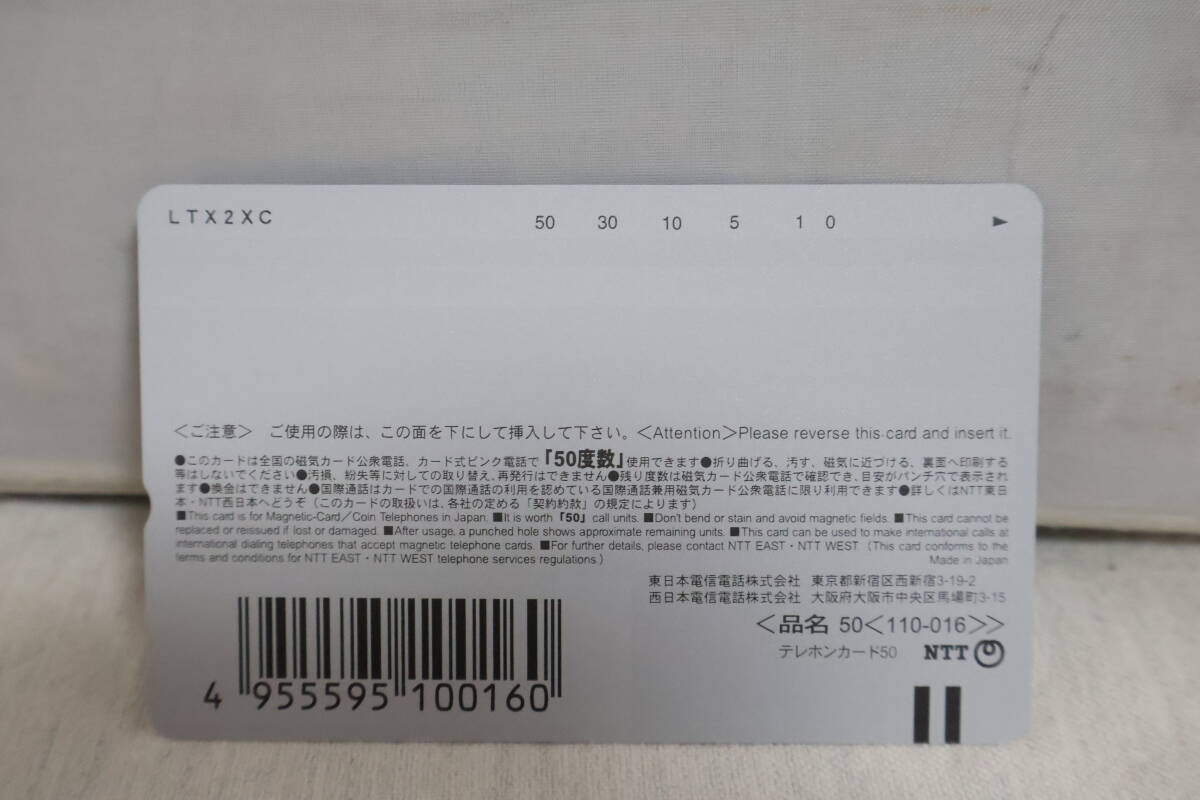 LTX2XC 50 30 10 5 1 0 ►
＜ご注意＞ ご使用の際は、この面を下にして挿入して下さい。＜Attention＞Please reverse this card and insert it.
●このカードは全国の磁気カード公衆電話、カード式ピンク電話で「50度数」使用できます●折り曲げる、汚す、磁気に近づける、裏面へ印刷する
等はしないでください●汚損、紛失等に対しての取り替え、再発行はできません●残り度数は磁気カード公衆電話で確認でき、目安がパンチ穴で表示されま
す●換金はできません●国際通話はカードでの国際通話の利用を認めている国際通話兼用磁気カード公衆電話に限り利用できます●詳しくはNTT東日
本・NTT西日本へどうぞ（このカードの取扱いは、各社の定める「契約約款」の規定によります）
■This card is for Magnetic-Card／Coin Telephones in Japan. ■It is worth「50」call units. ■Don't bend or stain and avoid magnetic fields. ■This card cannot be
replaced or reissued if lost or damaged. ■After usage, a punched hole shows approximate remaining units. ■This card can be used to make international calls at
international dialing telephones that accept magnetic telephone cards. ■For further details, please contact NTT EAST・NTT WEST（This card conforms to the
terms and conditions for NTT EAST・NTT WEST telephone services regulations.） Made in Japan
東日本電信電話株式会社 東京都新宿区西新宿3-19-2
西日本電信電話株式会社 大阪府大阪市中央区馬場町3-15
＜品名 50＜110-016＞＞
テレホンカード50 NTT
4 955595 100160